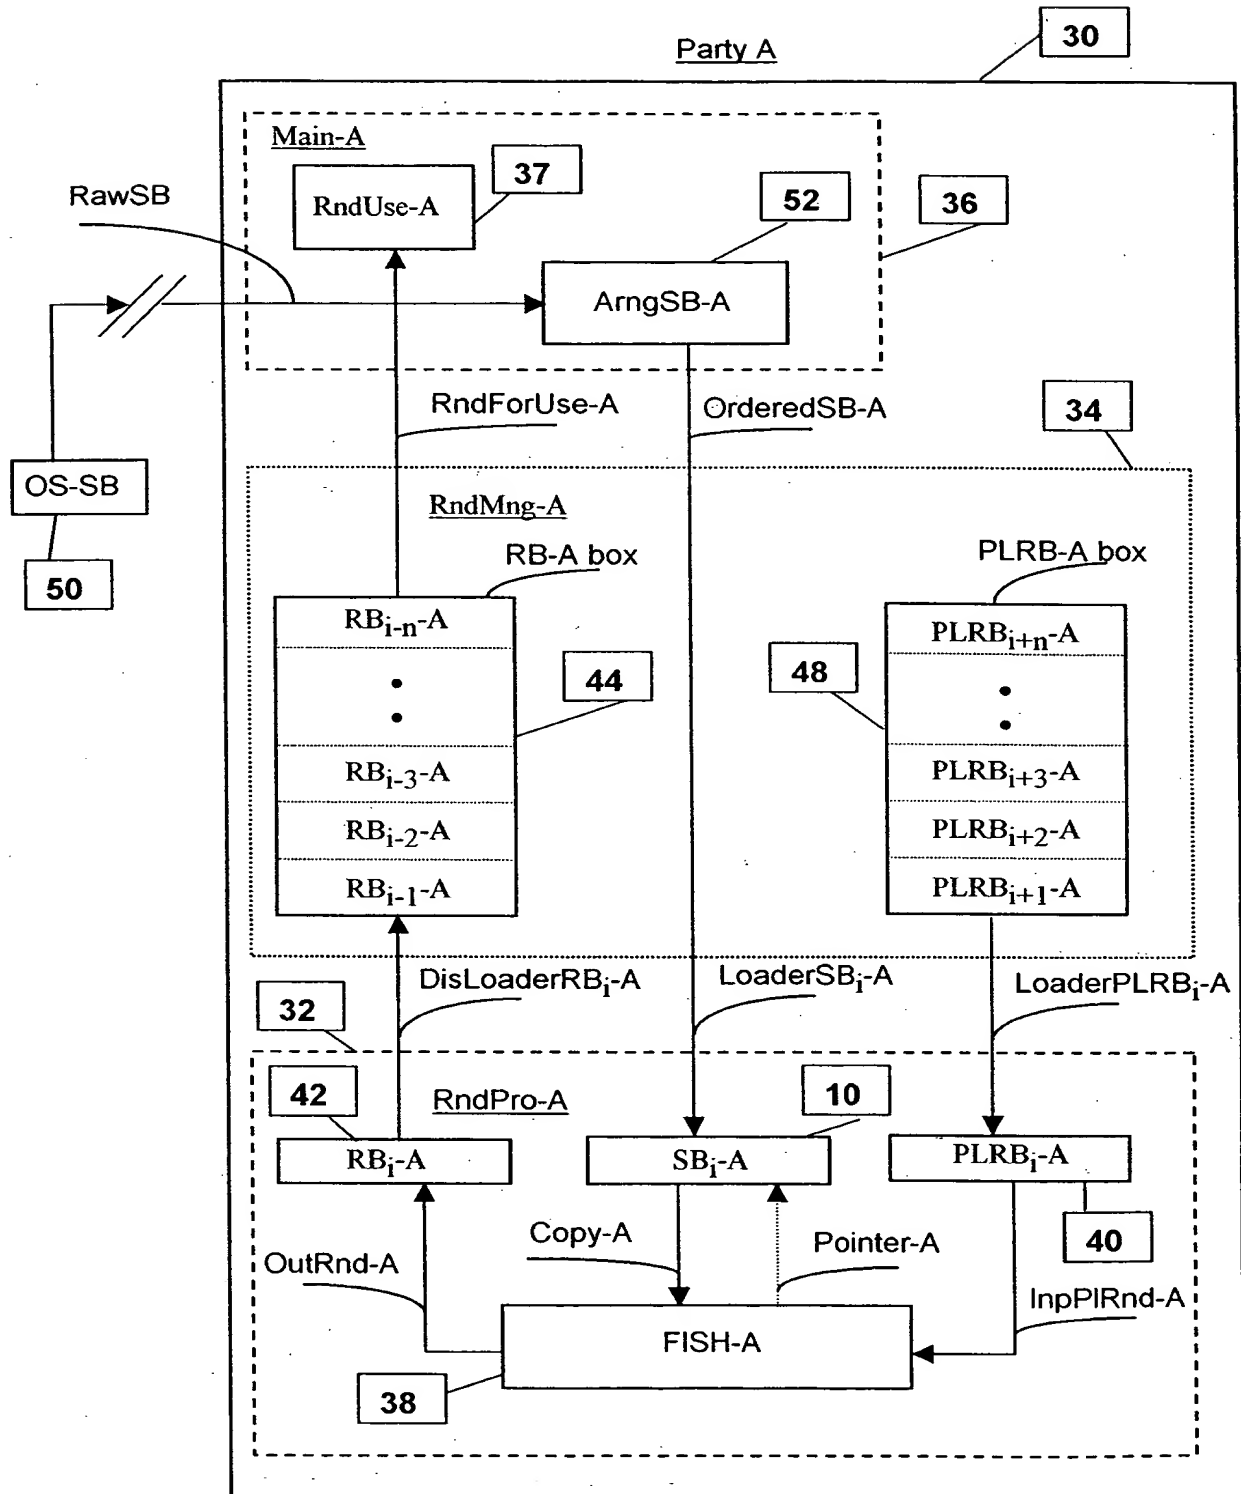 30
Party A
Main-A
37
RndUse-A
RawSB
52
36
ArngSB-A
RndForUse-A
OrderedSB-A
34
OS-SB
RndMng-A
50
RB-A box
PLRB-A box
RBi-n-A
PLRBi+n-A
44
48
RBi-3-A
PLRBi+3-A
RBi-2-A
PLRBi+2-A
RBi-1-A
PLRBi+1-A
DisLoaderRBi-A
LoaderSBi-A
LoaderPLRBi-A
32
42
RndPro-A
10
RBi-A
SBi-A
PLRBi-A
OutRnd-A
Copy-A
Pointer-A
40
InpPlRnd-A
FISH-A
38